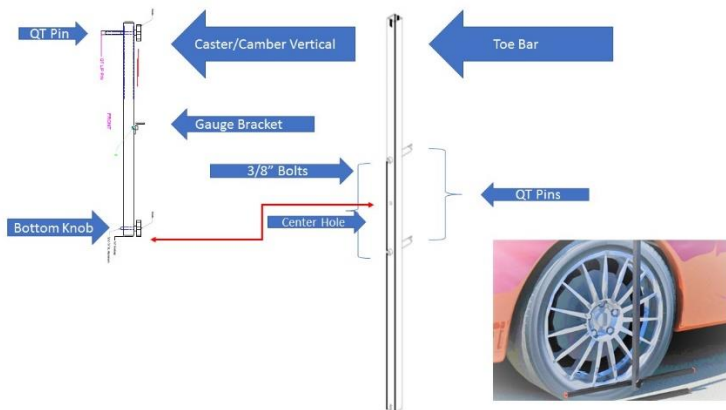 QT Pin
Caster/Camber Vertical
Toe Bar
Gauge Bracket
3/8” Bolts
QT Pins
Center Hole
Bottom Knob